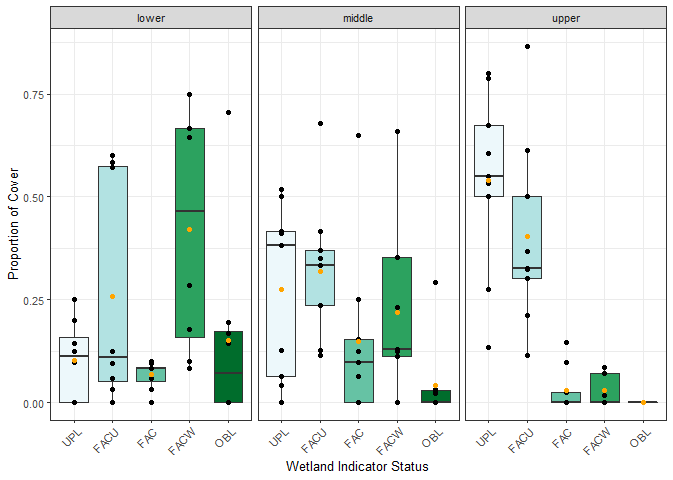 lower
middle
upper
Proportion of Cover
0.75
0.50
0.25
0.00
UPL
FACU
FAC
FACW
OBL
UPL
FACU
FAC
FACW
OBL
UPL
FACU
FAC
FACW
OBL
Wetland Indicator Status